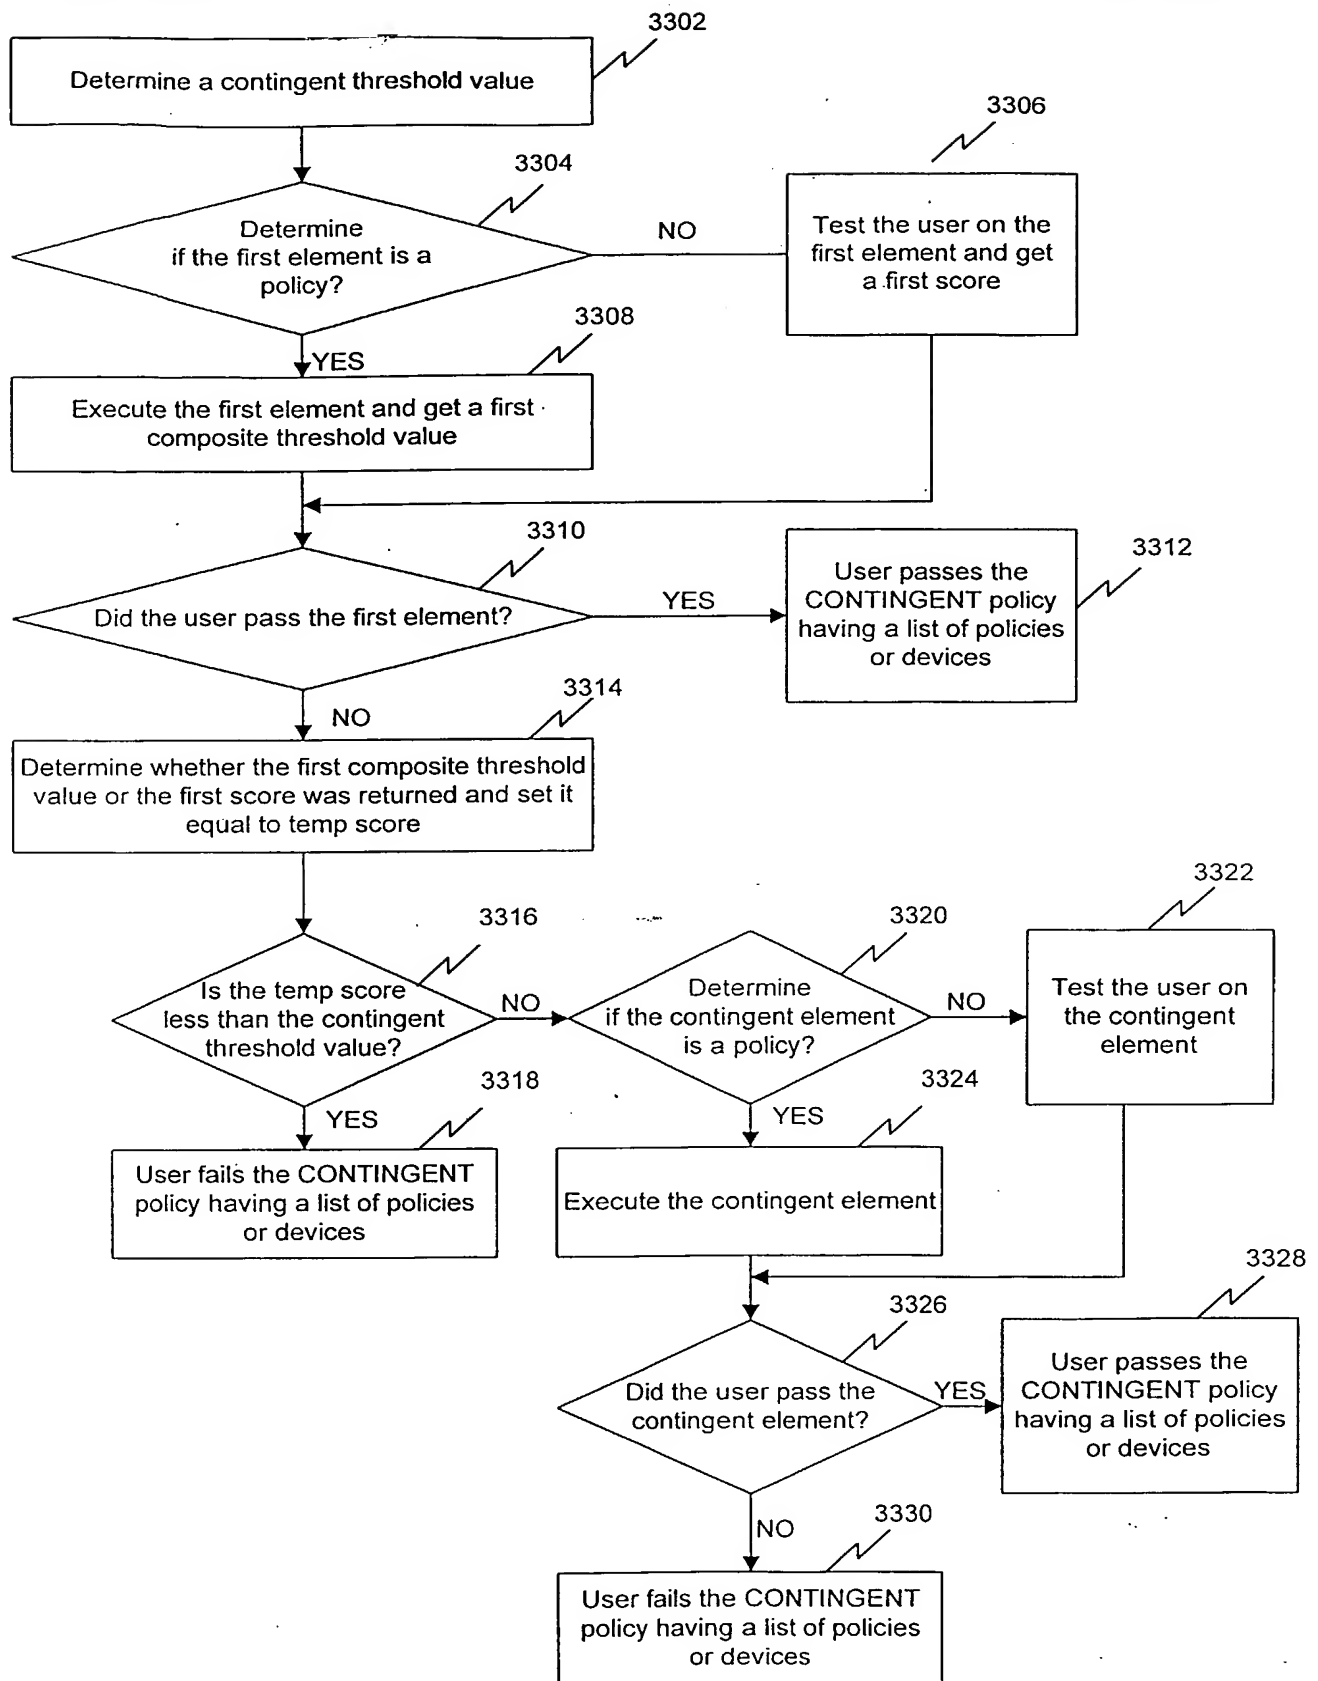 3302
Determine a contingent threshold value
3304
Determine
if the first element is a
policy?
NO
3306
Test the user on the
first element and get
a first score
YES
3308
Execute the first element and get a first
composite threshold value
3310
Did the user pass the first element?
YES
3312
User passes the
CONTINGENT policy
having a list of policies
or devices
NO
3314
Determine whether the first composite threshold
value or the first score was returned and set it
equal to temp score
3316
Is the temp score
less than the contingent
threshold value?
NO
3320
Determine
if the contingent element
is a policy?
NO
3322
Test the user on
the contingent
element
YES
3318
User fails the CONTINGENT
policy having a list of policies
or devices
YES
3324
Execute the contingent element
3326
Did the user pass the
contingent element?
YES
3328
User passes the
CONTINGENT policy
having a list of policies
or devices
NO
3330
User fails the CONTINGENT
policy having a list of policies
or devices